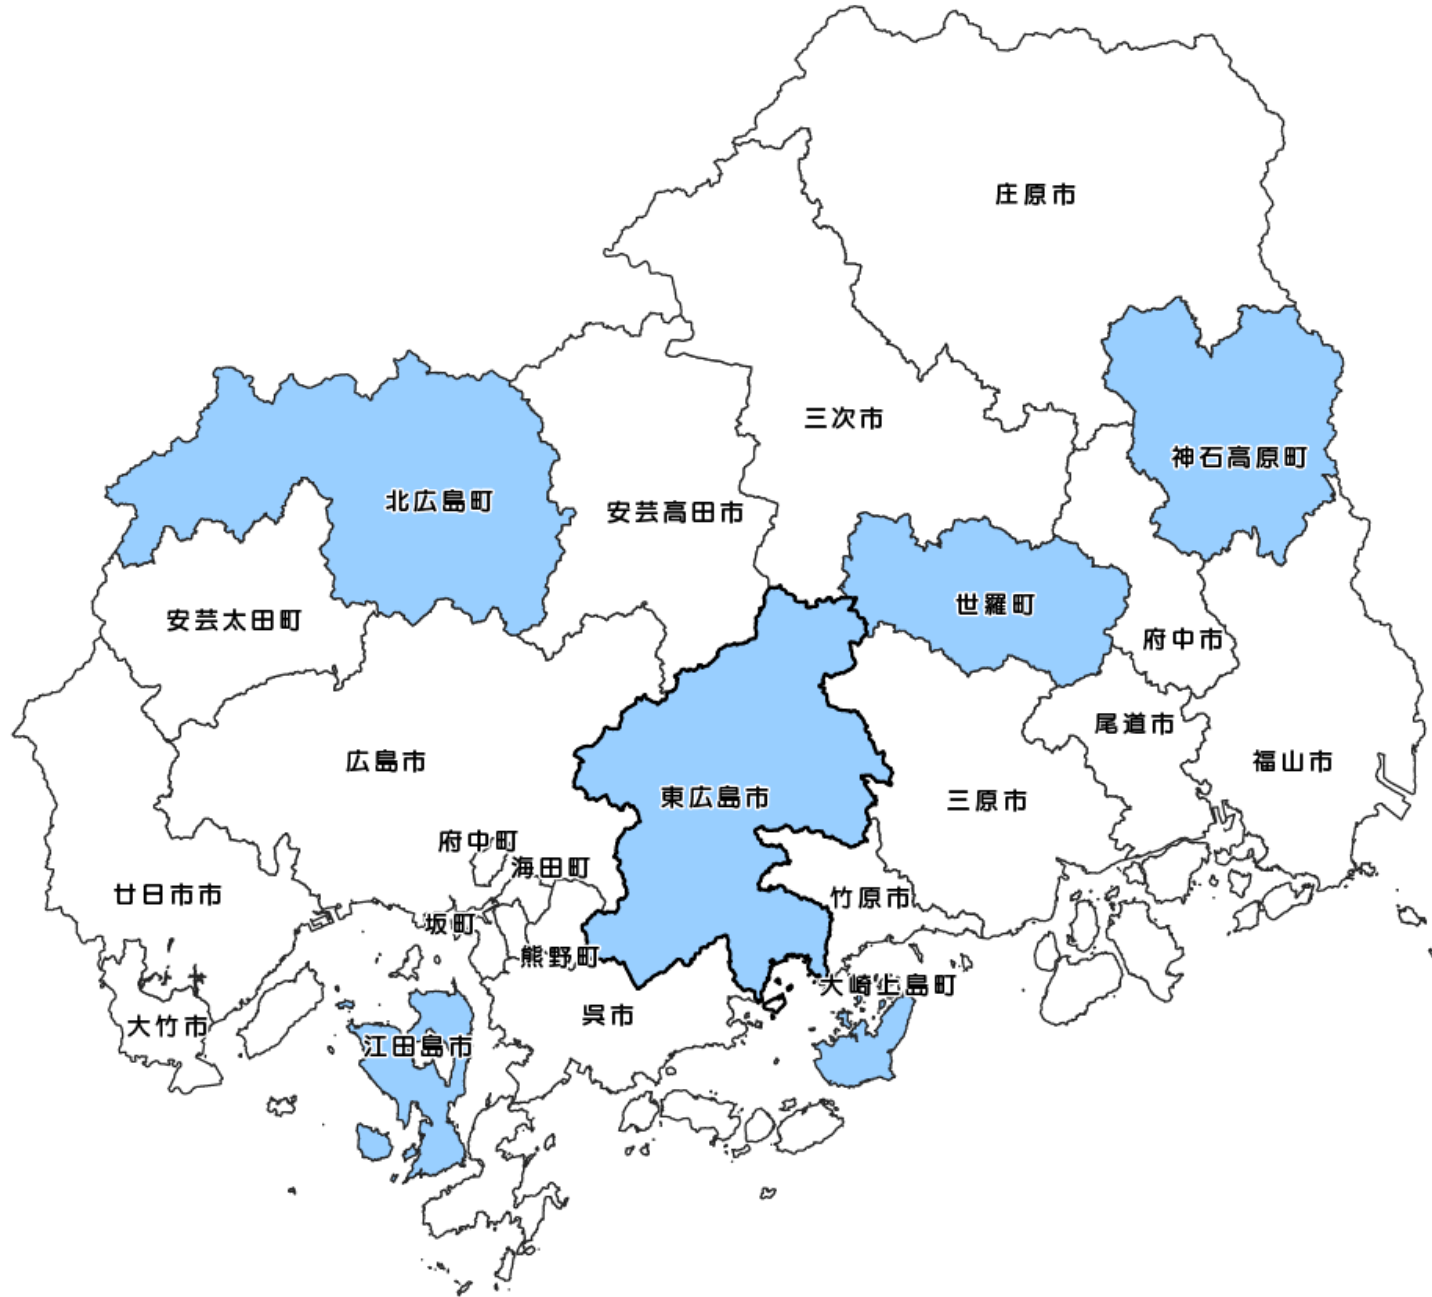 庄原市
三次市
神石高原町
北広島町
安芸高田市
世羅町
安芸太田町
府中市
尾道市
広島市
福山市
東広島市
三原市
府中町
海田町
廿日市市
竹原市
坂町
熊野町
大崎上島町
呉市
大竹市
江田島市